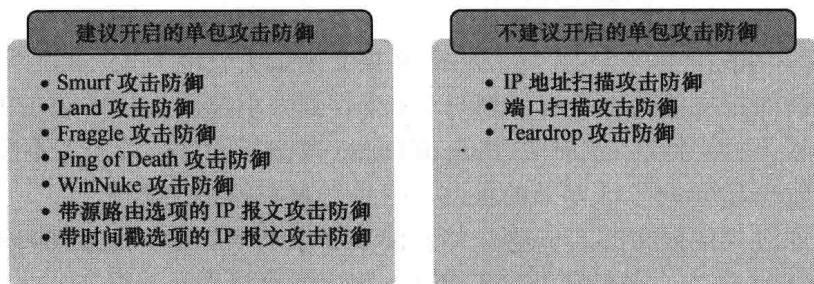 建议开启的单包攻击防御
• Smurf 攻击防御
• Land 攻击防御
• Fraggle 攻击防御
• Ping of Death 攻击防御
• WinNuke 攻击防御
• 带源路由选项的 IP 报文攻击防御
• 带时间戳选项的 IP 报文攻击防御
不建议开启的单包攻击防御
• IP 地址扫描攻击防御
• 端口扫描攻击防御
• Teardrop 攻击防御